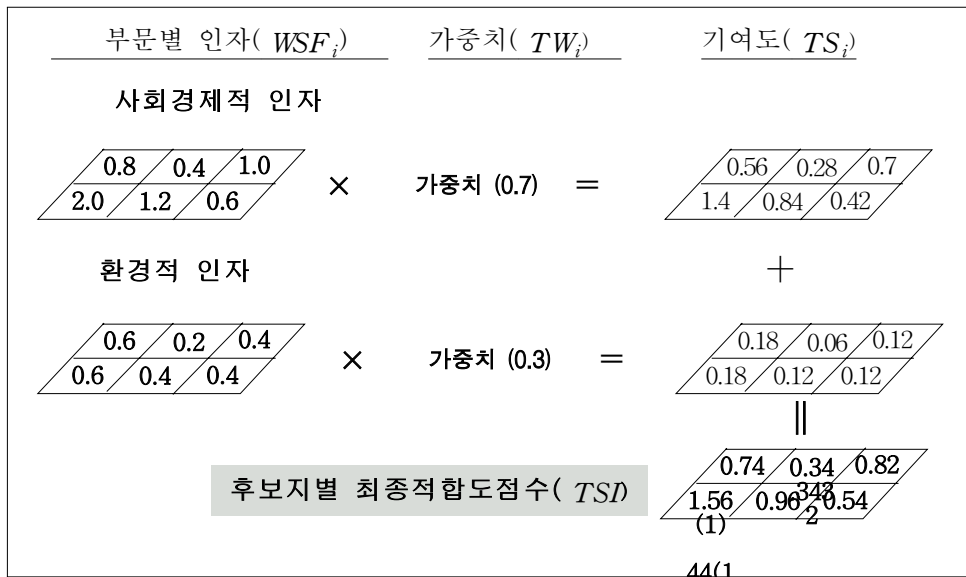 부문별 인자( WSFi) 가중치( TWi) 기여도( TSi)
사회경제적 인자
0.8 0.4 1.0
2.0 1.2 0.6
× 가중치 (0.7) =
0.56 0.28 0.7
1.4 0.84 0.42
환경적 인자
+
0.6 0.2 0.4
0.6 0.4 0.4
× 가중치 (0.3) =
0.18 0.06 0.12
0.18 0.12 0.12
||
후보지별 최종적합도점수( TSI)
0.74 0.34 0.82
1.56 0.96 0.54
343
2
(1)
44(1